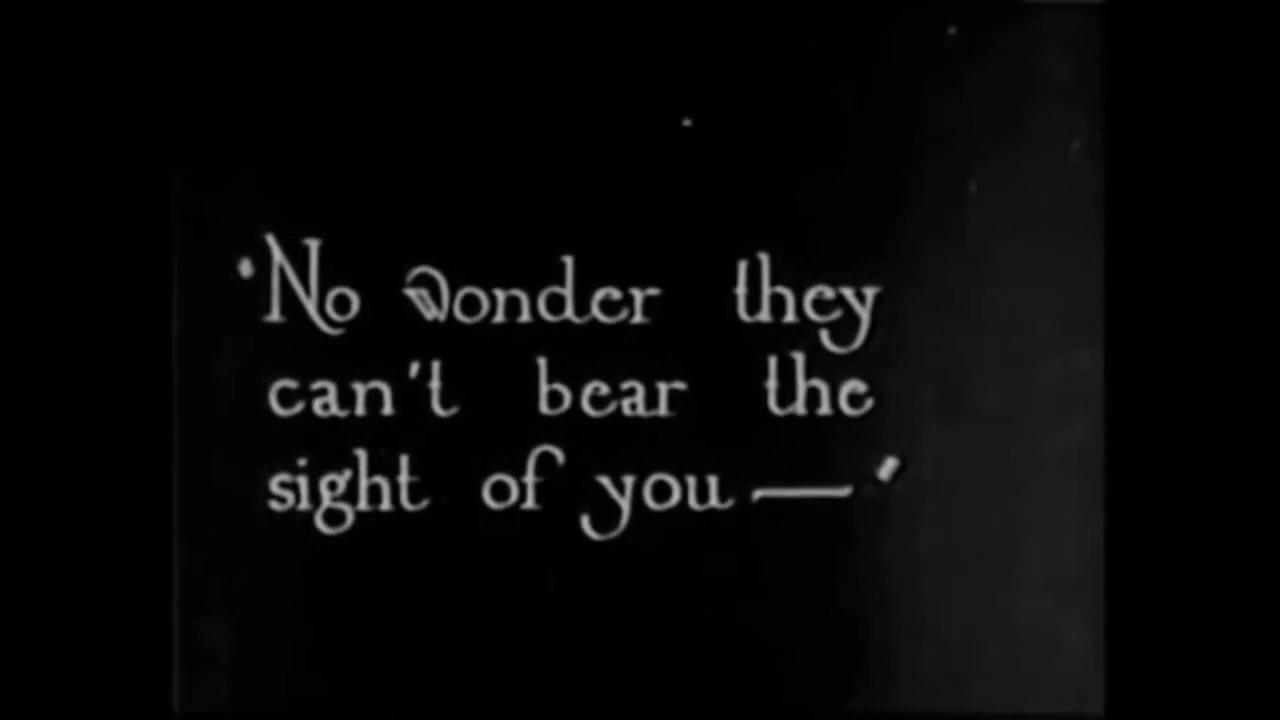 'No wonder they
can't bear the
sight of you — '